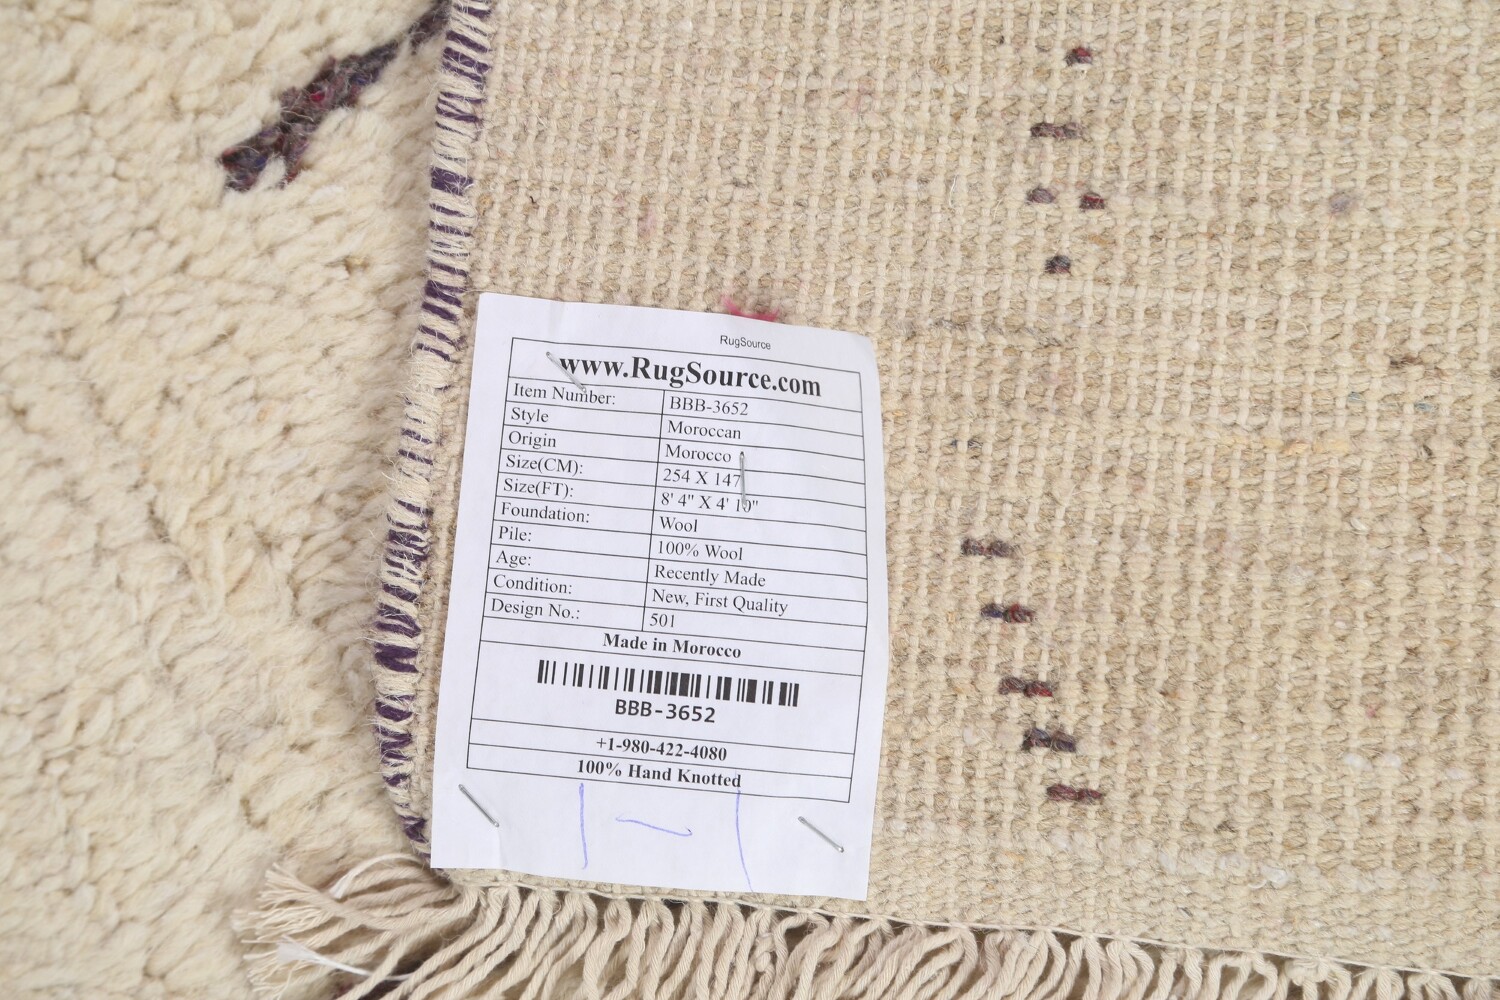 RugSource
www.RugSource.com
Item Number: BBB-3652
Style Moroccan
Origin Morocco
Size(CM): 254 X 147
Size(FT): 8' 4" X 4' 10"
Foundation: Wool
Pile: 100% Wool
Age: Recently Made
Condition: New, First Quality
Design No.: 501
Made in Morocco
BBB-3652
+1-980-422-4080
100% Hand Knotted
1 - 1